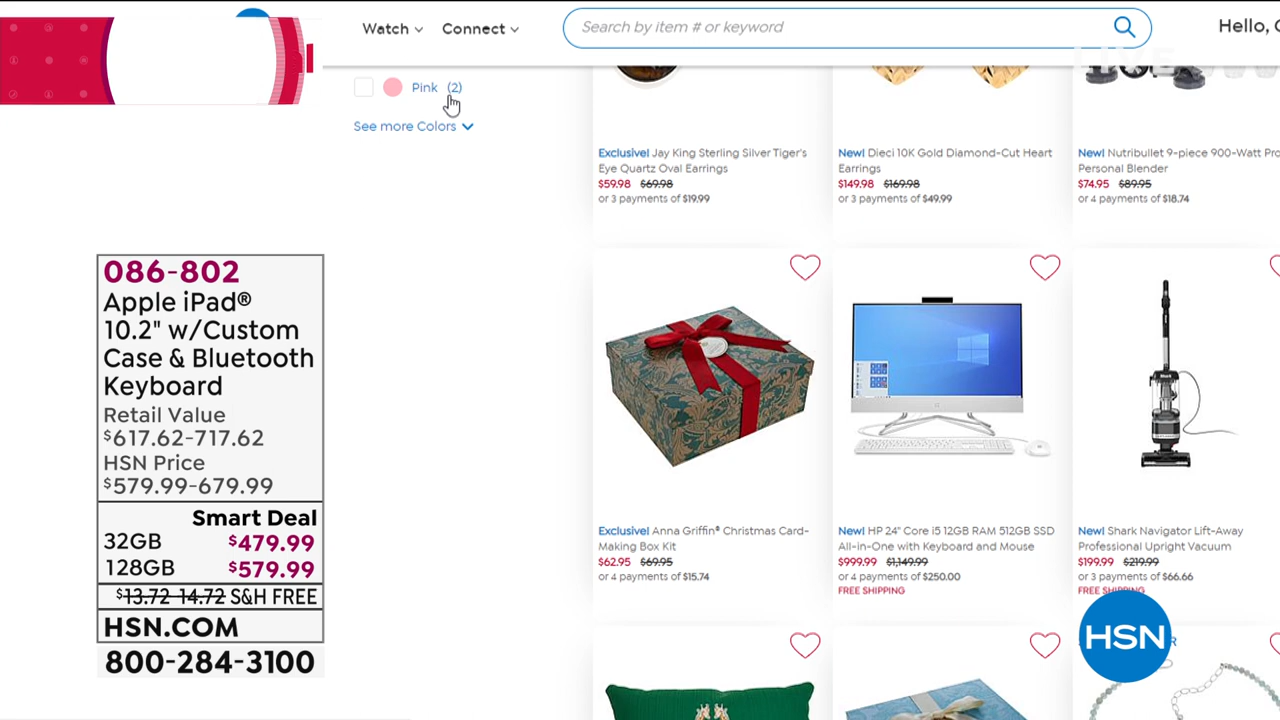 Watch
Connect
Search by item # or keyword
Hello,
LIVE
Pink (2)
See more Colors
Exclusive! Jay King Sterling Silver Tiger's
Eye Quartz Oval Earrings
$59.98 $69.98
or 3 payments of $19.99
New! Dieci 10K Gold Diamond-Cut Heart
Earrings
$149.98 $169.98
or 3 payments of $49.99
New! Nutribullet 9-piece 900-Watt Pro
Personal Blender
$74.95 $89.95
or 4 payments of $18.74
086-802
Apple iPad®
10.2" w/Custom
Case & Bluetooth
Keyboard
Retail Value
$617.62-717.62
HSN Price
$579.99-679.99
Smart Deal
32GB $479.99
128GB $579.99
$13.72-14.72 S&H FREE
HSN.COM
800-284-3100
Exclusive! Anna Griffin® Christmas Card-
Making Box Kit
$62.95 $69.95
or 4 payments of $15.74
New! HP 24" Core i5 12GB RAM 512GB SSD
All-in-One with Keyboard and Mouse
$999.99 $1,149.99
or 4 payments of $250.00
FREE SHIPPING
New! Shark Navigator Lift-Away
Professional Upright Vacuum
$199.99 $219.99
or 3 payments of $66.66
FREE SHIPPING
HSN